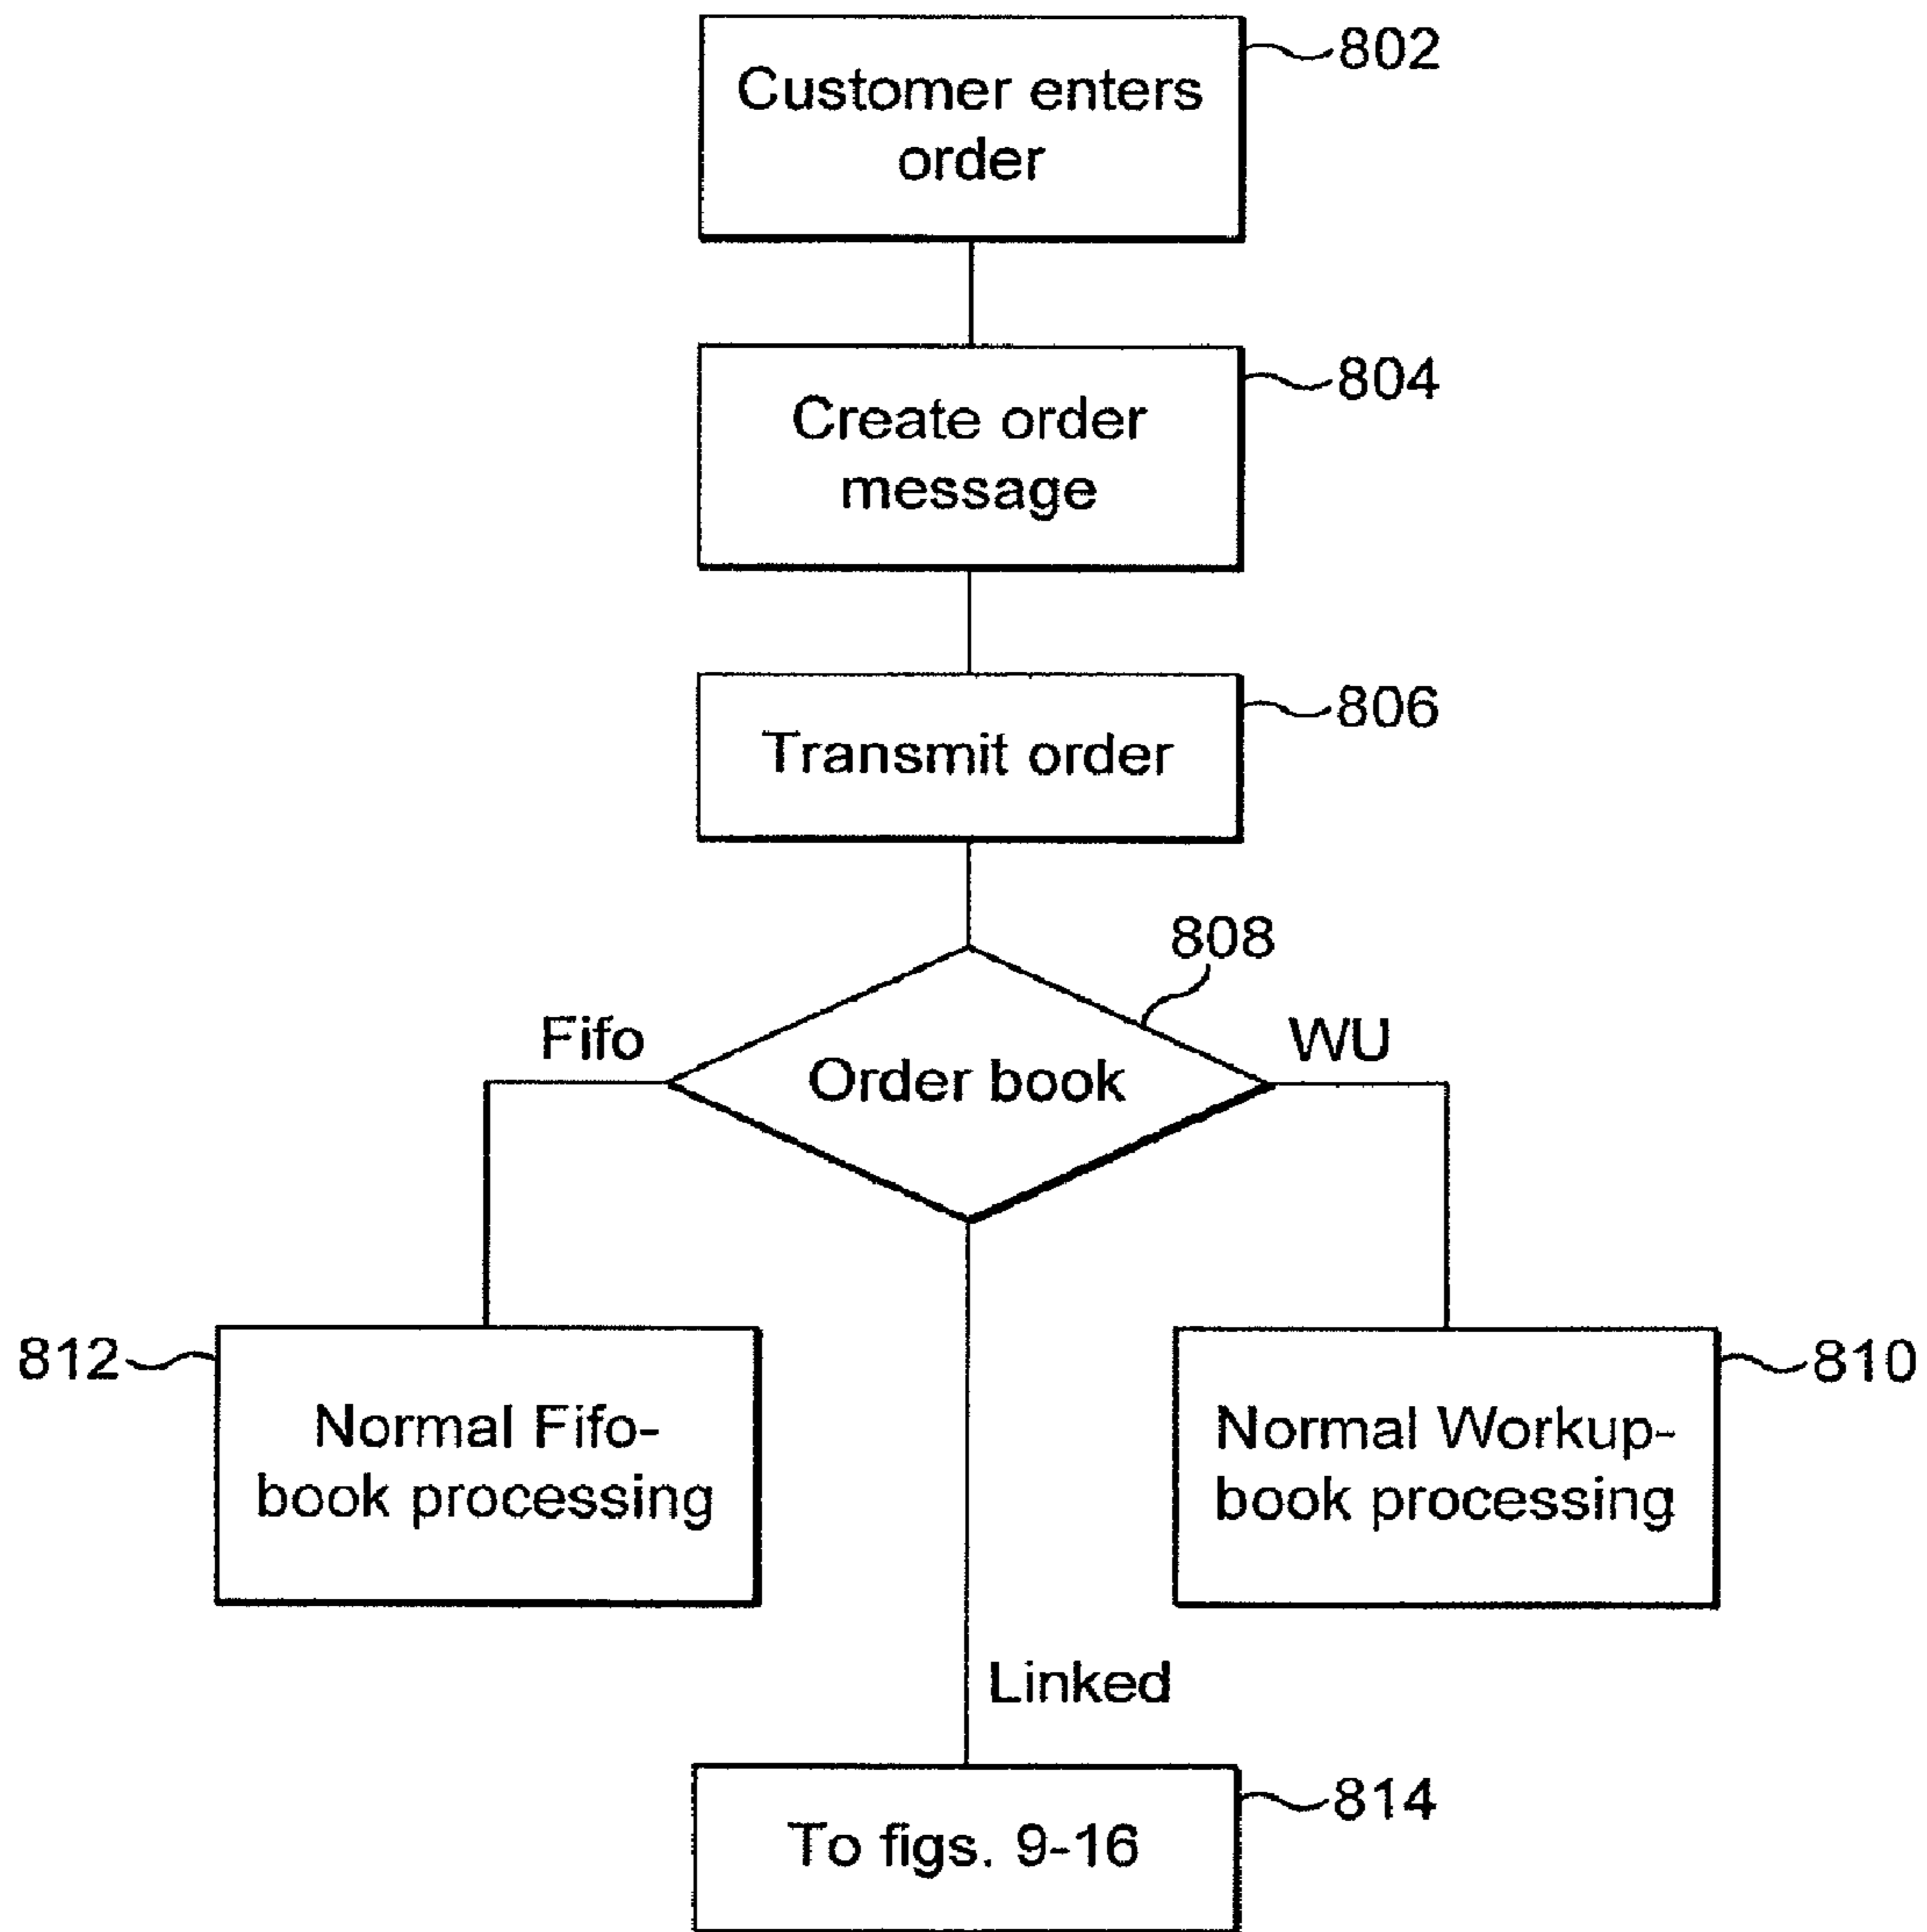 802
Customer enters
order
804
Create order
message
806
Transmit order
808
Fifo
WU
Order book
812
810
Normal Fifo-
book processing
Normal Workup-
book processing
Linked
814
To figs. 9-16